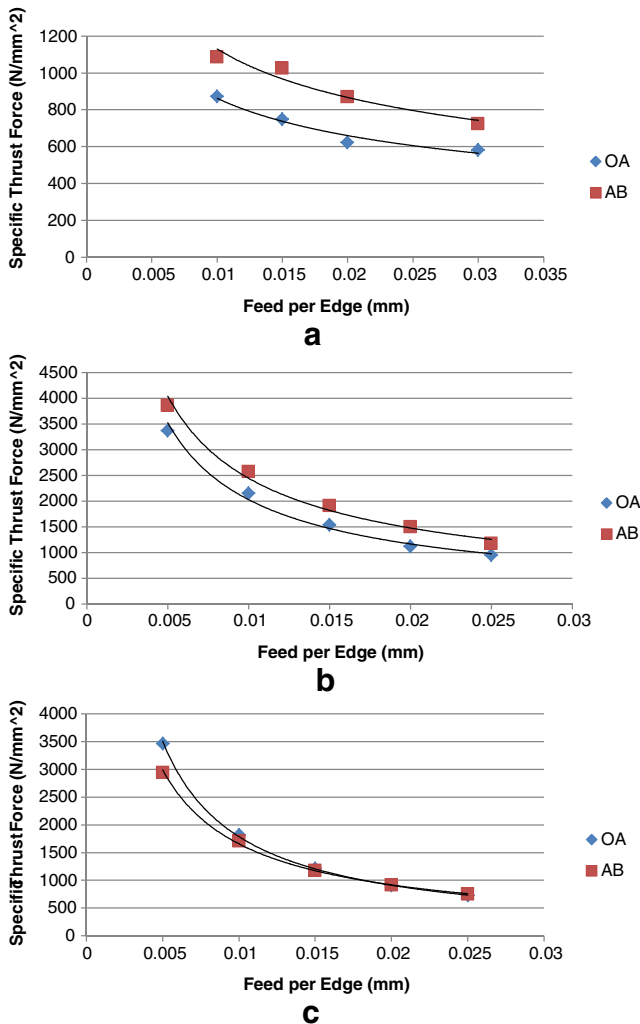 Specific Thrust Force (N/mm^2)
1200
1000
800
600
400
200
0
0 0.005 0.01 0.015 0.02 0.025 0.03 0.035
Feed per Edge (mm)
OA
AB
a
Specific Thrust Force (N/mm^2)
4500
4000
3500
3000
2500
2000
1500
1000
500
0
0 0.005 0.01 0.015 0.02 0.025 0.03
Feed per Edge (mm)
OA
AB
b
Specific Thrust Force (N/mm^2)
4000
3500
3000
2500
2000
1500
1000
500
0
0 0.005 0.01 0.015 0.02 0.025 0.03
Feed per Edge (mm)
OA
AB
c